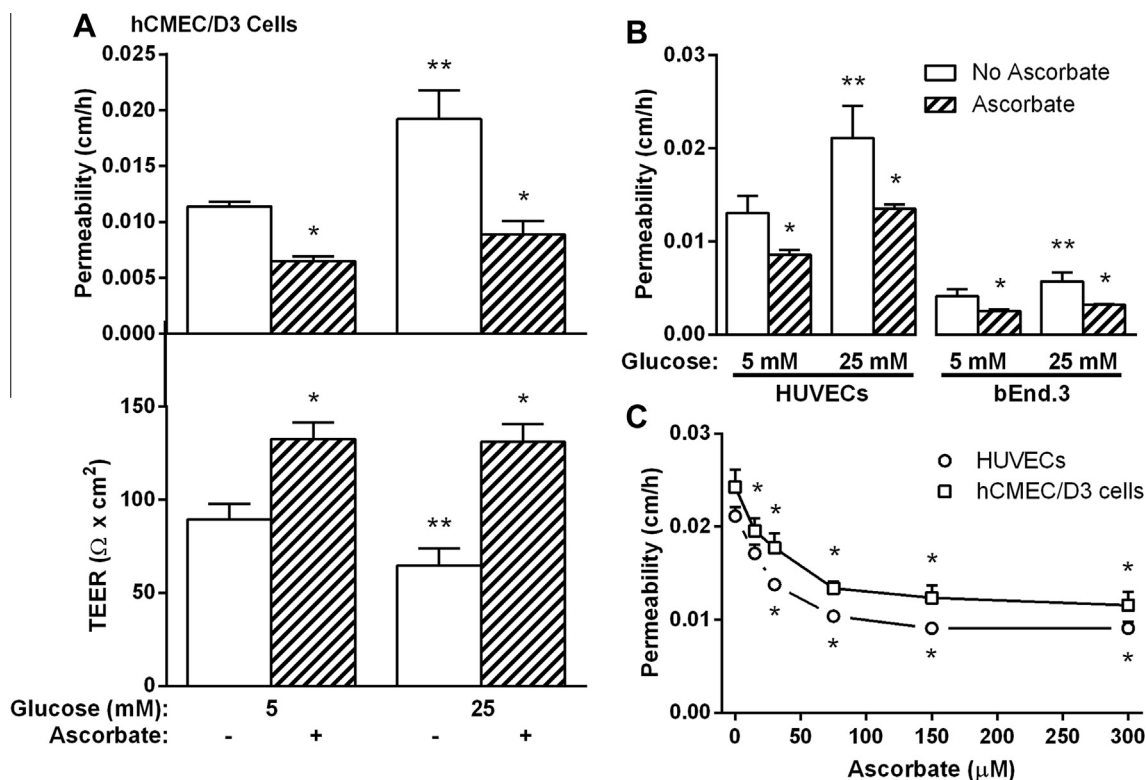 A
hCMEC/D3 Cells
Permeability (cm/h)
0.025
0.020
0.015
0.010
0.005
0.000
*
**
*
TEER (Ω x cm²)
150
100
50
0
*
**
*
Glucose (mM): 5 25
Ascorbate: - + - +
B
Permeability (cm/h)
0.03
0.02
0.01
0.00
No Ascorbate
Ascorbate
*
**
*
*
**
*
Glucose: 5 mM 25 mM 5 mM 25 mM
HUVECs bEnd.3
C
Permeability (cm/h)
0.03
0.02
0.01
0.00
HUVECs
hCMEC/D3 cells
* * * * *
* * * *
0 50 100 150 200 250 300
Ascorbate (μM)